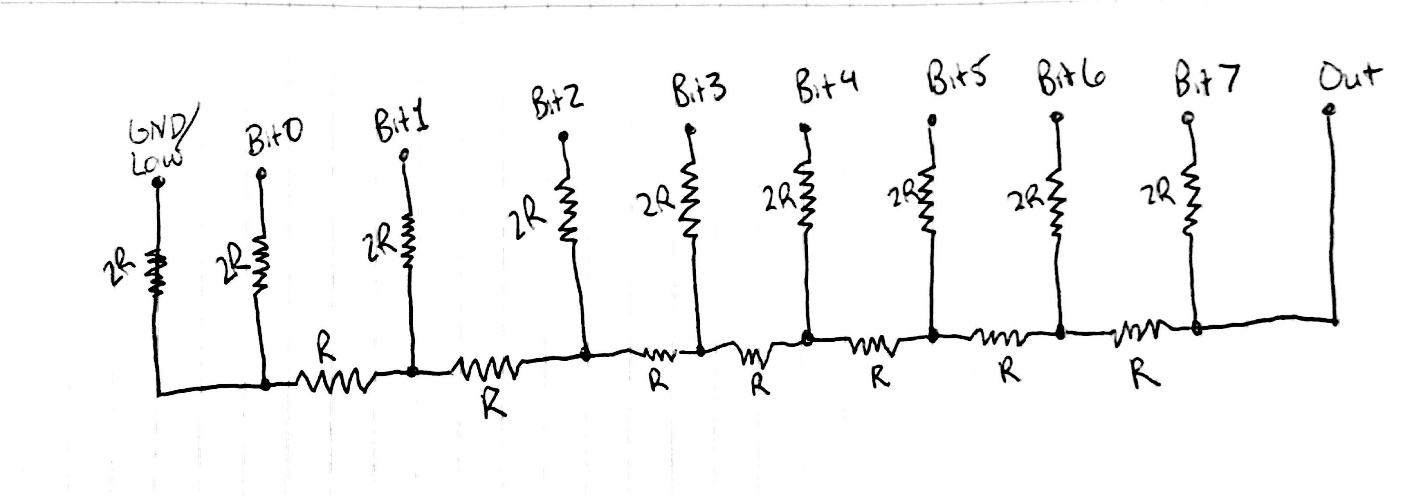 GND/
Low
Bit0
Bit1
Bit2
Bit3
Bit4
Bit5
Bit6
Bit7
Out
2R
2R
2R
2R
2R
2R
2R
2R
2R
R
R
R
R
R
R
R